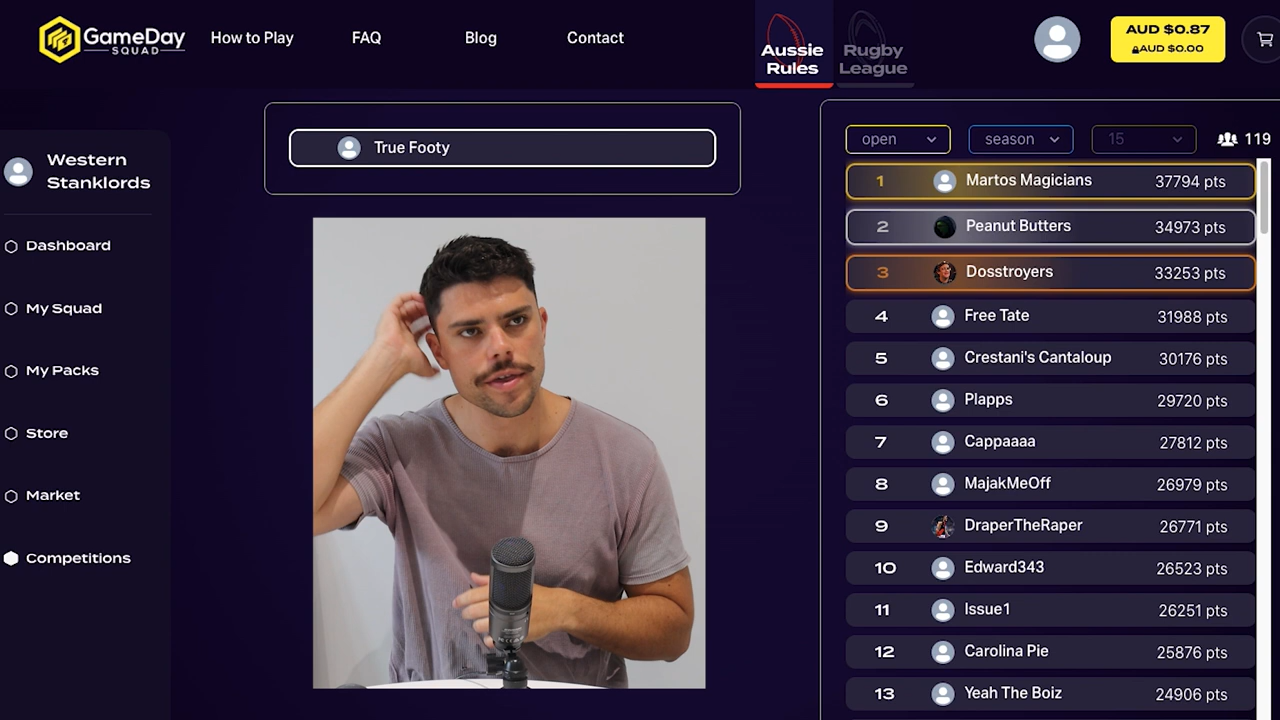 GameDay
SQUAD
How to Play
FAQ
Blog
Contact
Aussie
Rules
Rugby
League
AUD $0.87
AUD $0.00
Western
Stanklords
Dashboard
My Squad
My Packs
Store
Market
Competitions
True Footy
open
season
15
119
1 Martos Magicians 37794 pts
2 Peanut Butters 34973 pts
3 Dosstroyers 33253 pts
4 Free Tate 31988 pts
5 Crestani's Cantaloup 30176 pts
6 Plapps 29720 pts
7 Cappaaaa 27812 pts
8 MajakMeOff 26979 pts
9 DraperTheRaper 26771 pts
10 Edward343 26523 pts
11 Issue1 26251 pts
12 Carolina Pie 25876 pts
13 Yeah The Boiz 24906 pts